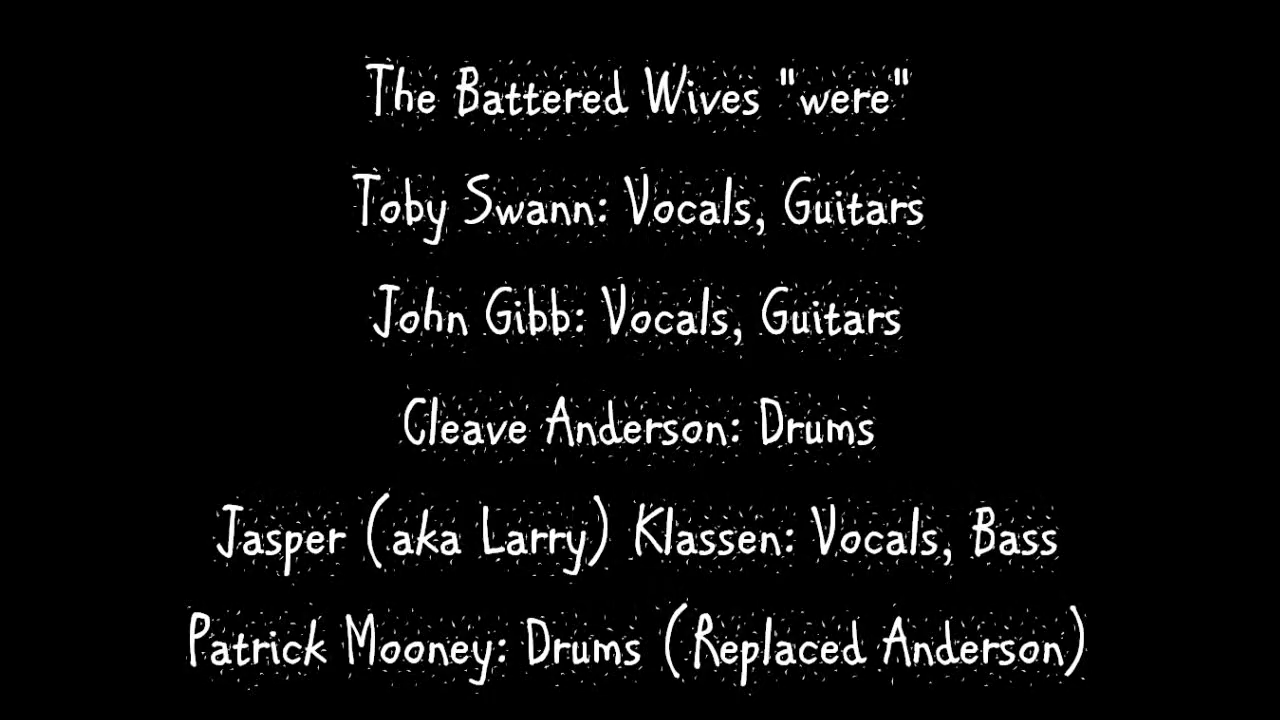 The Battered Wives "were"
Toby Swann: Vocals, Guitars
John Gibb: Vocals, Guitars
Cleave Anderson: Drums
Jasper (aka Larry) Klassen: Vocals, Bass
Patrick Mooney: Drums (Replaced Anderson)